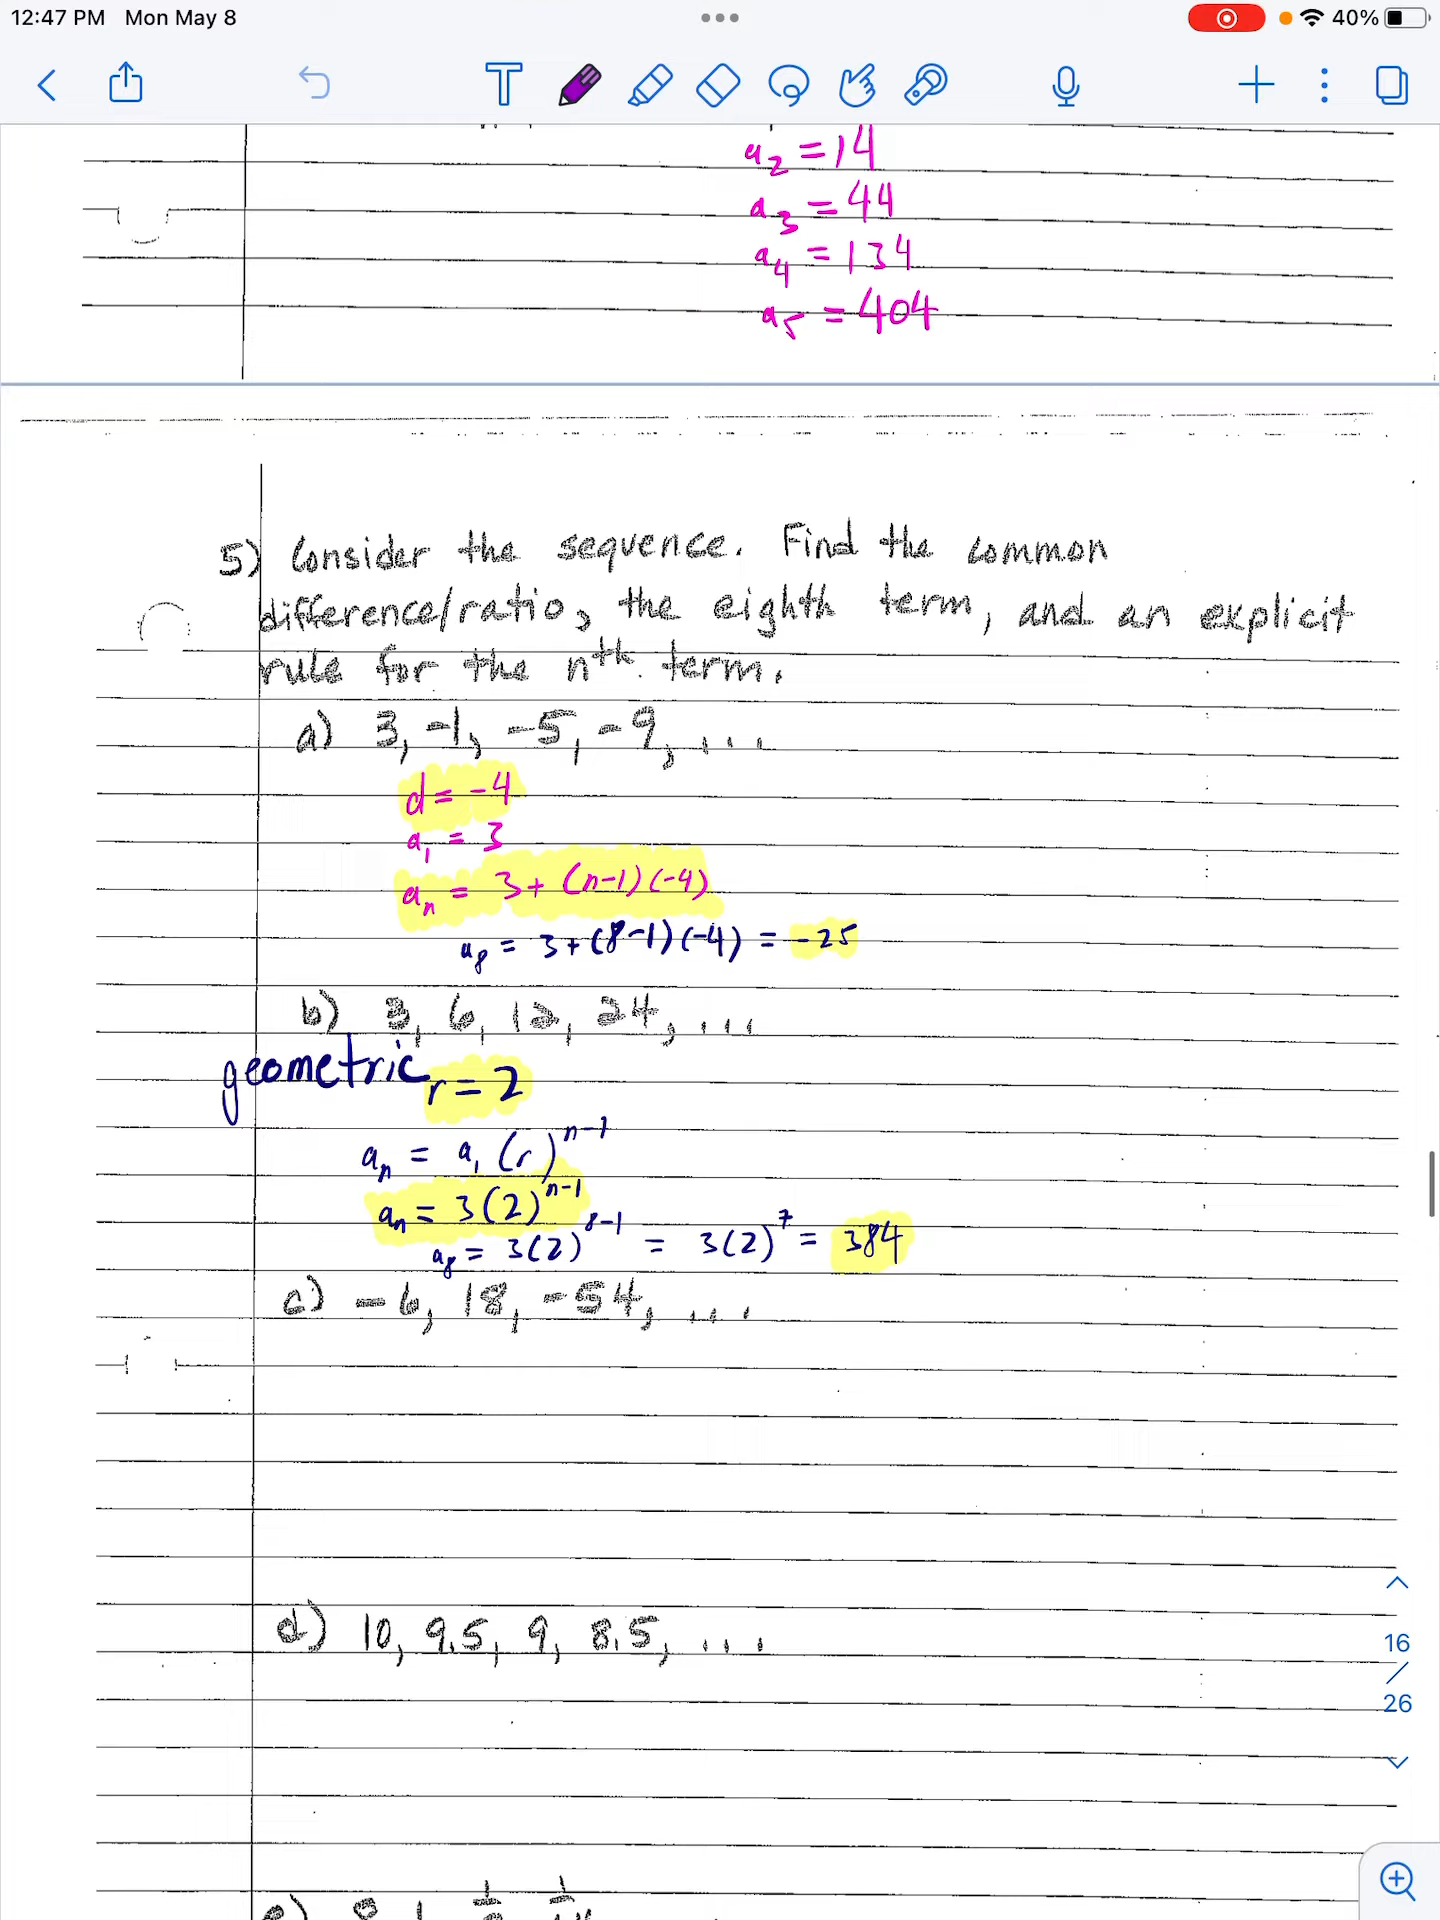 12:47 PM Mon May 8
40%
T
a₂ = 14
a₃ = 44
a₄ = 134
a₅ = 404
5) Consider the sequence. Find the common
difference/ratio, the eighth term, and an explicit
rule for the nth term.
a) 3, -1, -5, -9, ...
d = -4
a₁ = 3
aₙ = 3 + (n-1)(-4)
a₈ = 3 + (8-1)(-4) = -25
b) 3, 6, 12, 24, ...
geometric r = 2
aₙ = a₁ (r)ⁿ⁻¹
aₙ = 3(2)ⁿ⁻¹
a₈ = 3(2)⁸⁻¹ = 3(2)⁷ = 384
c) -6, 18, -54, ...
d) 10, 9.5, 9, 8.5, ...
16
/
26